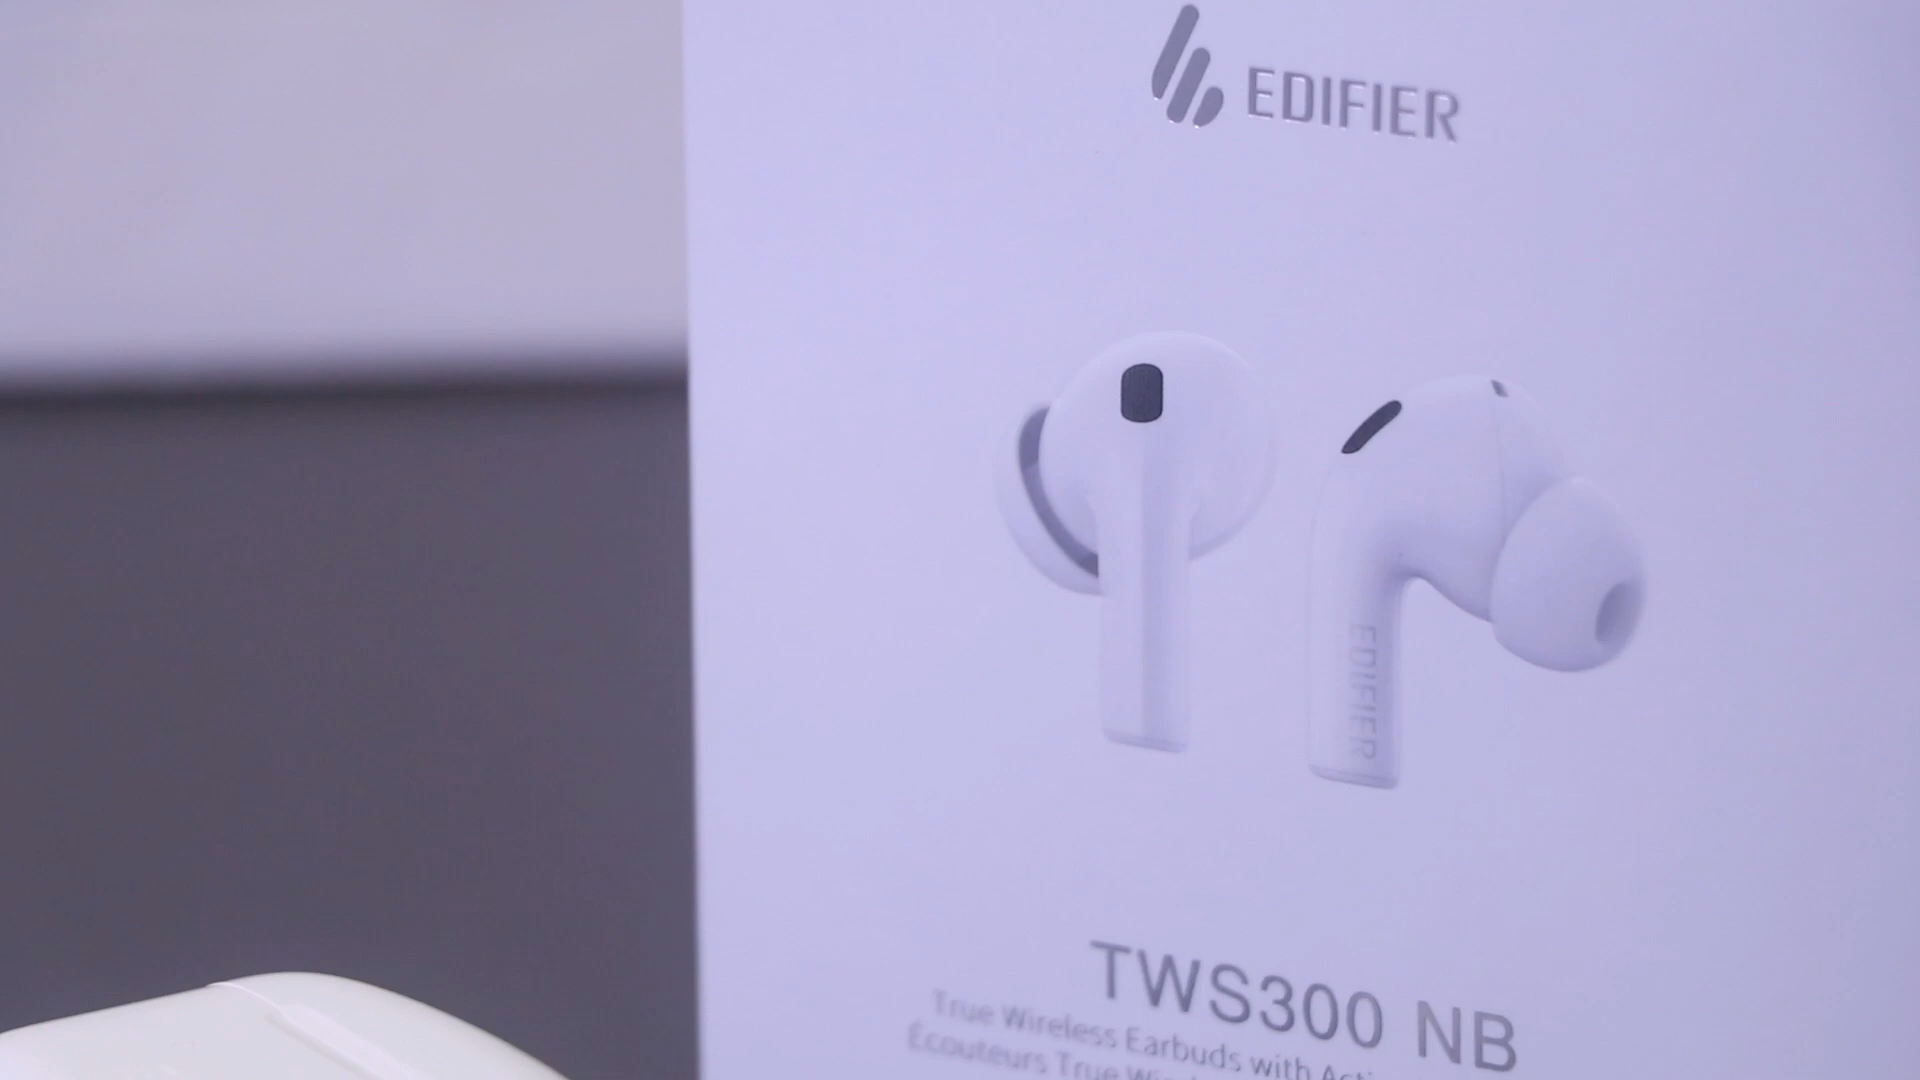 EDIFIER
EDIFIER
TWS300 NB
True Wireless Earbuds with
Écouteurs True